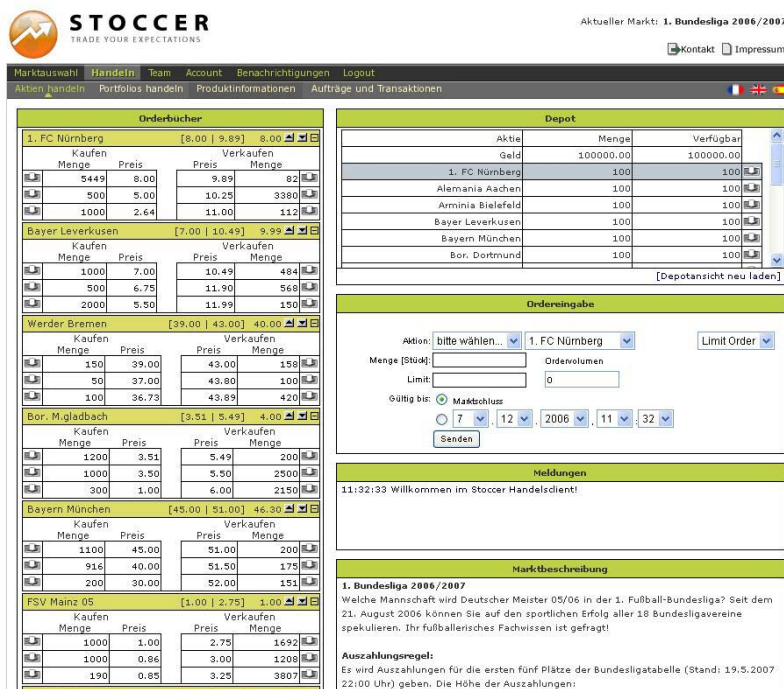 STOCCER
TRADE YOUR EXPECTATIONS
Aktueller Markt: 1. Bundesliga 2006/2007
Kontakt Impressum
Marktauswahl Handeln Team Account Benachrichtigungen Logout
Aktien handeln Portfolios handeln Produktinformationen Aufträge und Transaktionen
Orderbücher
1. FC Nürnberg [8.00 | 9.89] 8.00
Kaufen Verkaufen
Menge Preis Preis Menge
5449 8.00 9.89 82
500 5.00 10.25 3380
1000 2.64 11.00 112
Bayer Leverkusen [7.00 | 10.49] 9.99
Kaufen Verkaufen
Menge Preis Preis Menge
1000 7.00 10.49 484
500 6.75 11.90 568
2000 5.50 11.99 150
Werder Bremen [39.00 | 43.00] 40.00
Kaufen Verkaufen
Menge Preis Preis Menge
150 39.00 43.00 158
50 37.00 43.80 100
100 36.73 43.89 420
Bor. M.gladbach [3.51 | 5.49] 4.00
Kaufen Verkaufen
Menge Preis Preis Menge
1200 3.51 5.49 200
1000 3.50 5.50 2500
300 1.00 6.00 2150
Bayern München [45.00 | 51.00] 46.30
Kaufen Verkaufen
Menge Preis Preis Menge
1100 45.00 51.00 200
916 40.00 51.50 175
200 30.00 52.00 151
FSV Mainz 05 [1.00 | 2.75] 1.00
Kaufen Verkaufen
Menge Preis Preis Menge
1000 1.00 2.75 1692
1000 0.86 3.00 1208
190 0.85 3.25 3807
Depot
Aktie Menge Verfügbar
Geld 100000.00 100000.00
1. FC Nürnberg 100 100
Alemania Aachen 100 100
Arminia Bielefeld 100 100
Bayer Leverkusen 100 100
Bayern München 100 100
Bor. Dortmund 100 100
[Depotansicht neu laden]
Ordereingabe
Aktion: bitte wählen... 1. FC Nürnberg Limit Order
Menge [Stück]: Ordervolumen
Limit: 0
Gültig bis: Marktschluss
7 . 12 . 2006 , 11 : 32
Senden
Meldungen
11:32:33 Willkommen im Stoccer Handelsclient!
Marktbeschreibung
1. Bundesliga 2006/2007
Welche Mannschaft wird Deutscher Meister 05/06 in der 1. Fußball-Bundesliga? Seit dem
21. August 2006 können Sie auf den sportlichen Erfolg aller 18 Bundesligavereine
spekulieren. Ihr fußballerisches Fachwissen ist gefragt!
Auszahlungsregel:
Es wird Auszahlungen für die ersten fünf Plätze der Bundesligatabelle (Stand: 19.5.2007
22:00 Uhr) geben. Die Höhe der Auszahlungen: